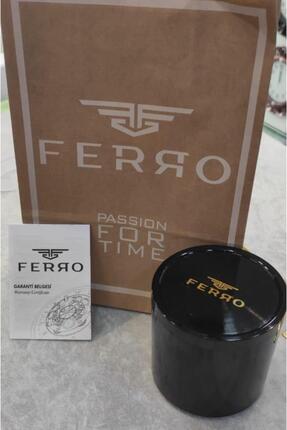 FERRO
PASSION
FOR
TIME
FERRO
GARANTİ BELGESİ
Warranty Certificate
FERRO